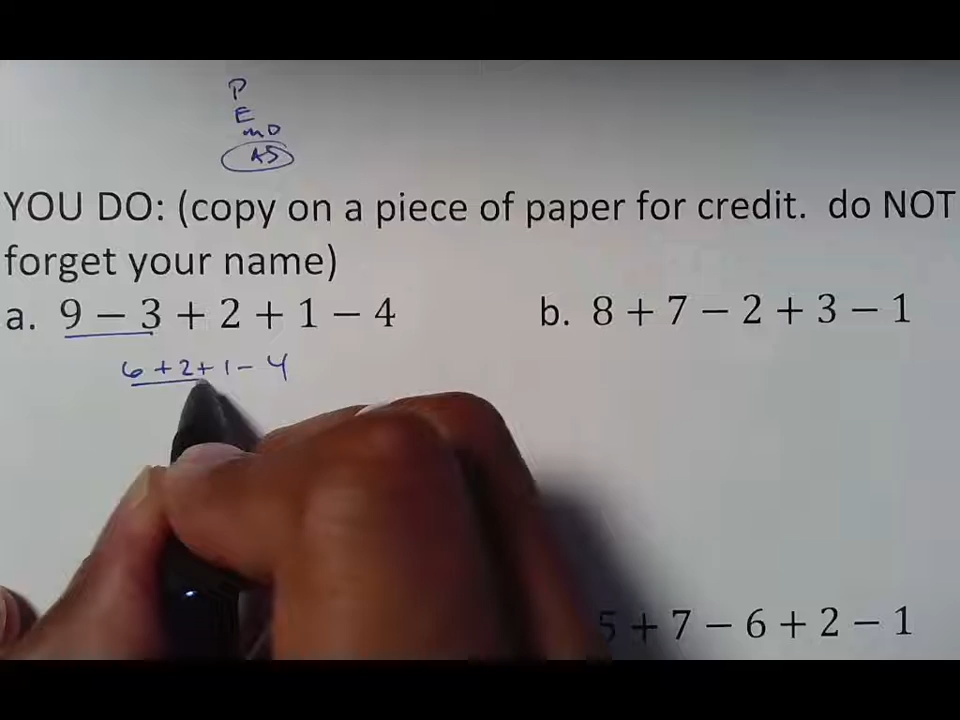 P
E
MD
AS
YOU DO: (copy on a piece of paper for credit. do NOT
forget your name)
a. 9 − 3 + 2 + 1 − 4
b. 8 + 7 − 2 + 3 − 1
6 + 2 + 1 − 4
5 + 7 − 6 + 2 − 1